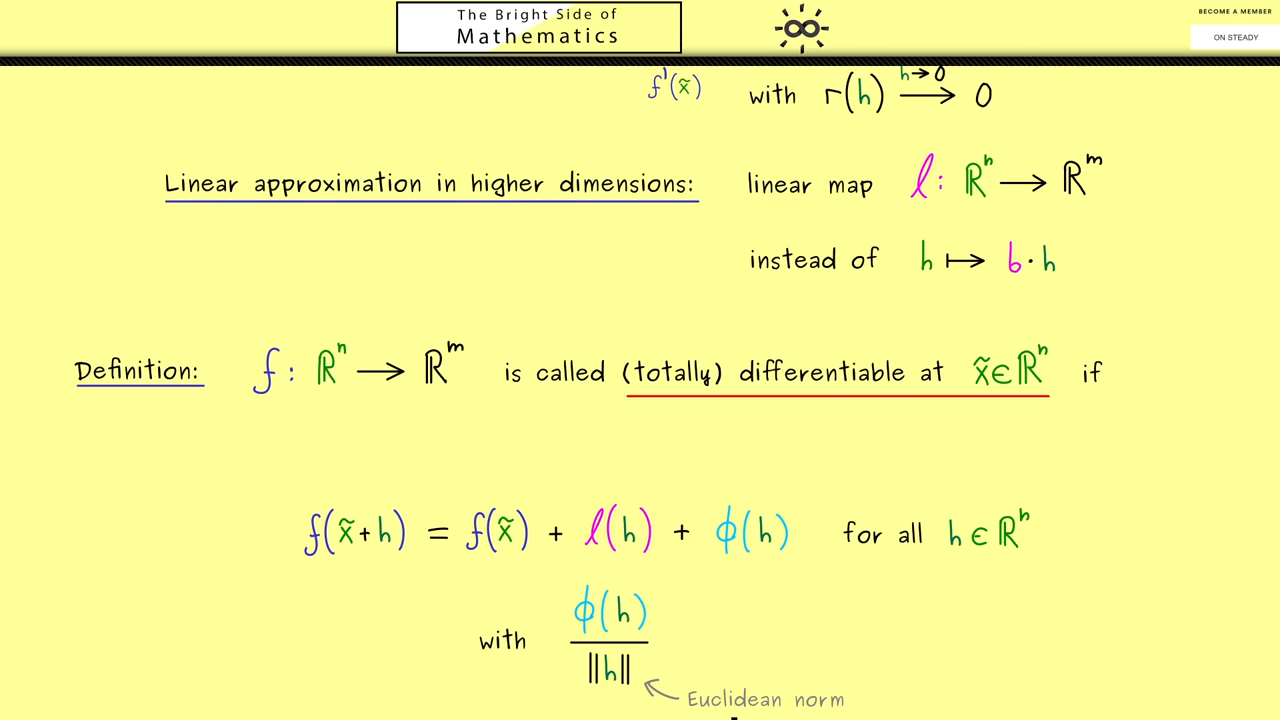 The Bright Side of
Mathematics
BECOME A MEMBER
ON STEADY
f'(x̃) with r(h) →^{h→0} 0
Linear approximation in higher dimensions: linear map ℓ: ℝⁿ → ℝᵐ
instead of h ↦ b · h
Definition: f: ℝⁿ → ℝᵐ is called (totally) differentiable at x̃ ∈ ℝⁿ if
f(x̃+h) = f(x̃) + ℓ(h) + ϕ(h) for all h ∈ ℝⁿ
with ϕ(h) / ||h||
Euclidean norm